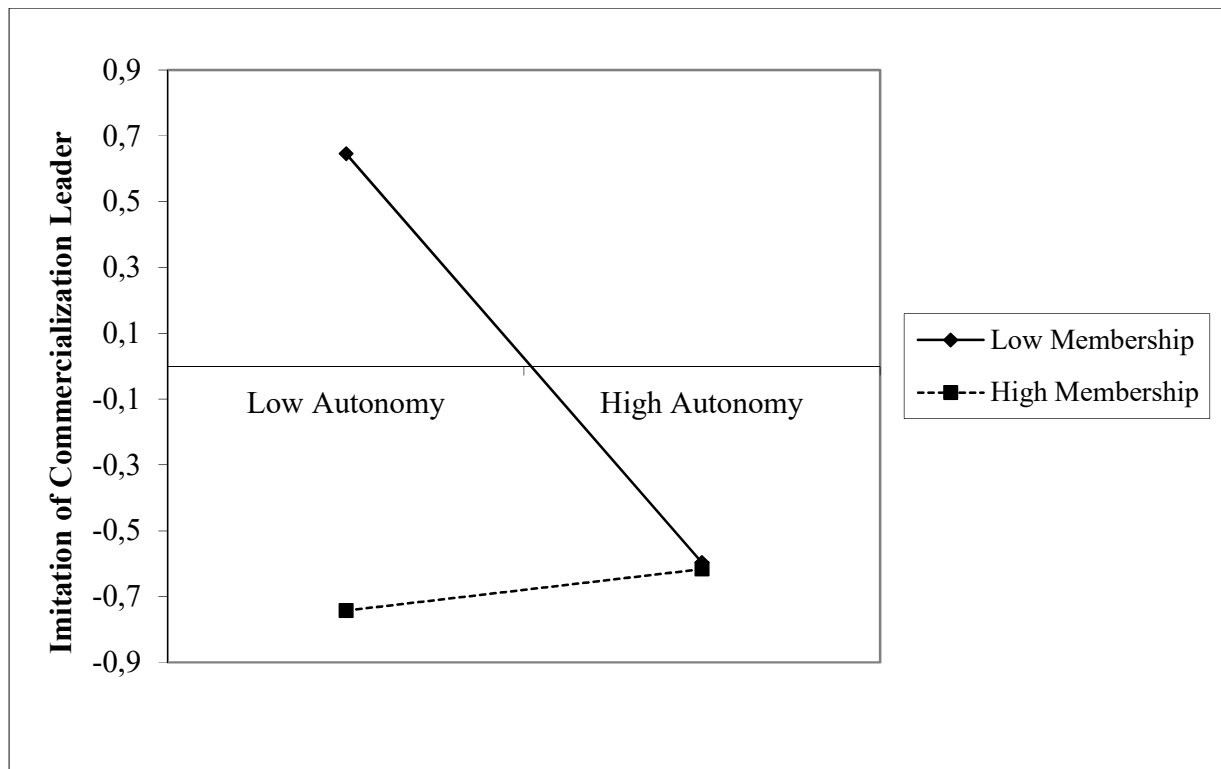 Imitation of Commercialization Leader
0,9
0,7
0,5
0,3
0,1
-0,1
-0,3
-0,5
-0,7
-0,9
Low Autonomy
High Autonomy
Low Membership
High Membership